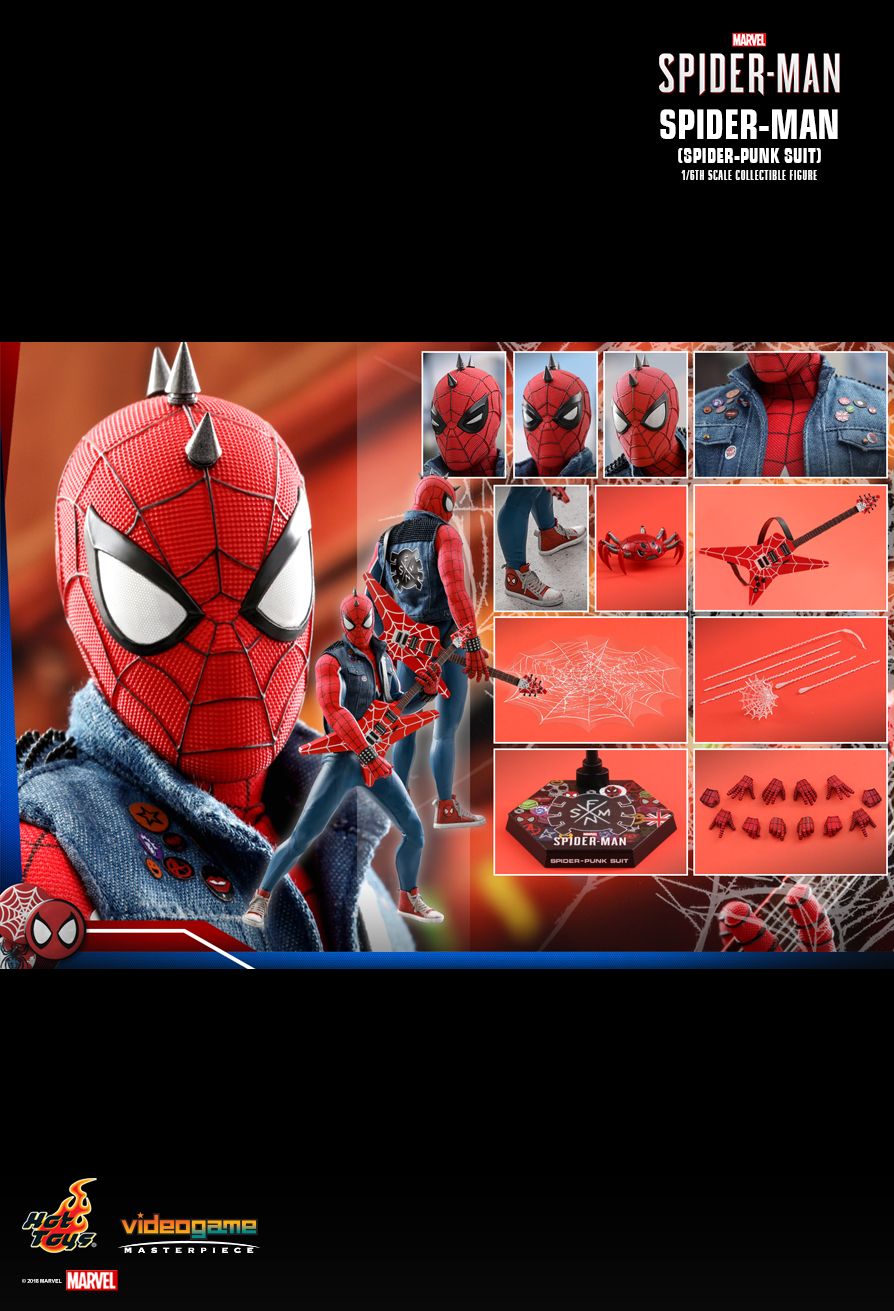 MARVEL
SPIDER-MAN
SPIDER-MAN
(SPIDER-PUNK SUIT)
1/6TH SCALE COLLECTIBLE FIGURE
MARVEL
SPIDER-MAN
SPIDER-PUNK SUIT
Hot
Toys
videogame
MASTERPIECE
© 2018 MARVEL
MARVEL